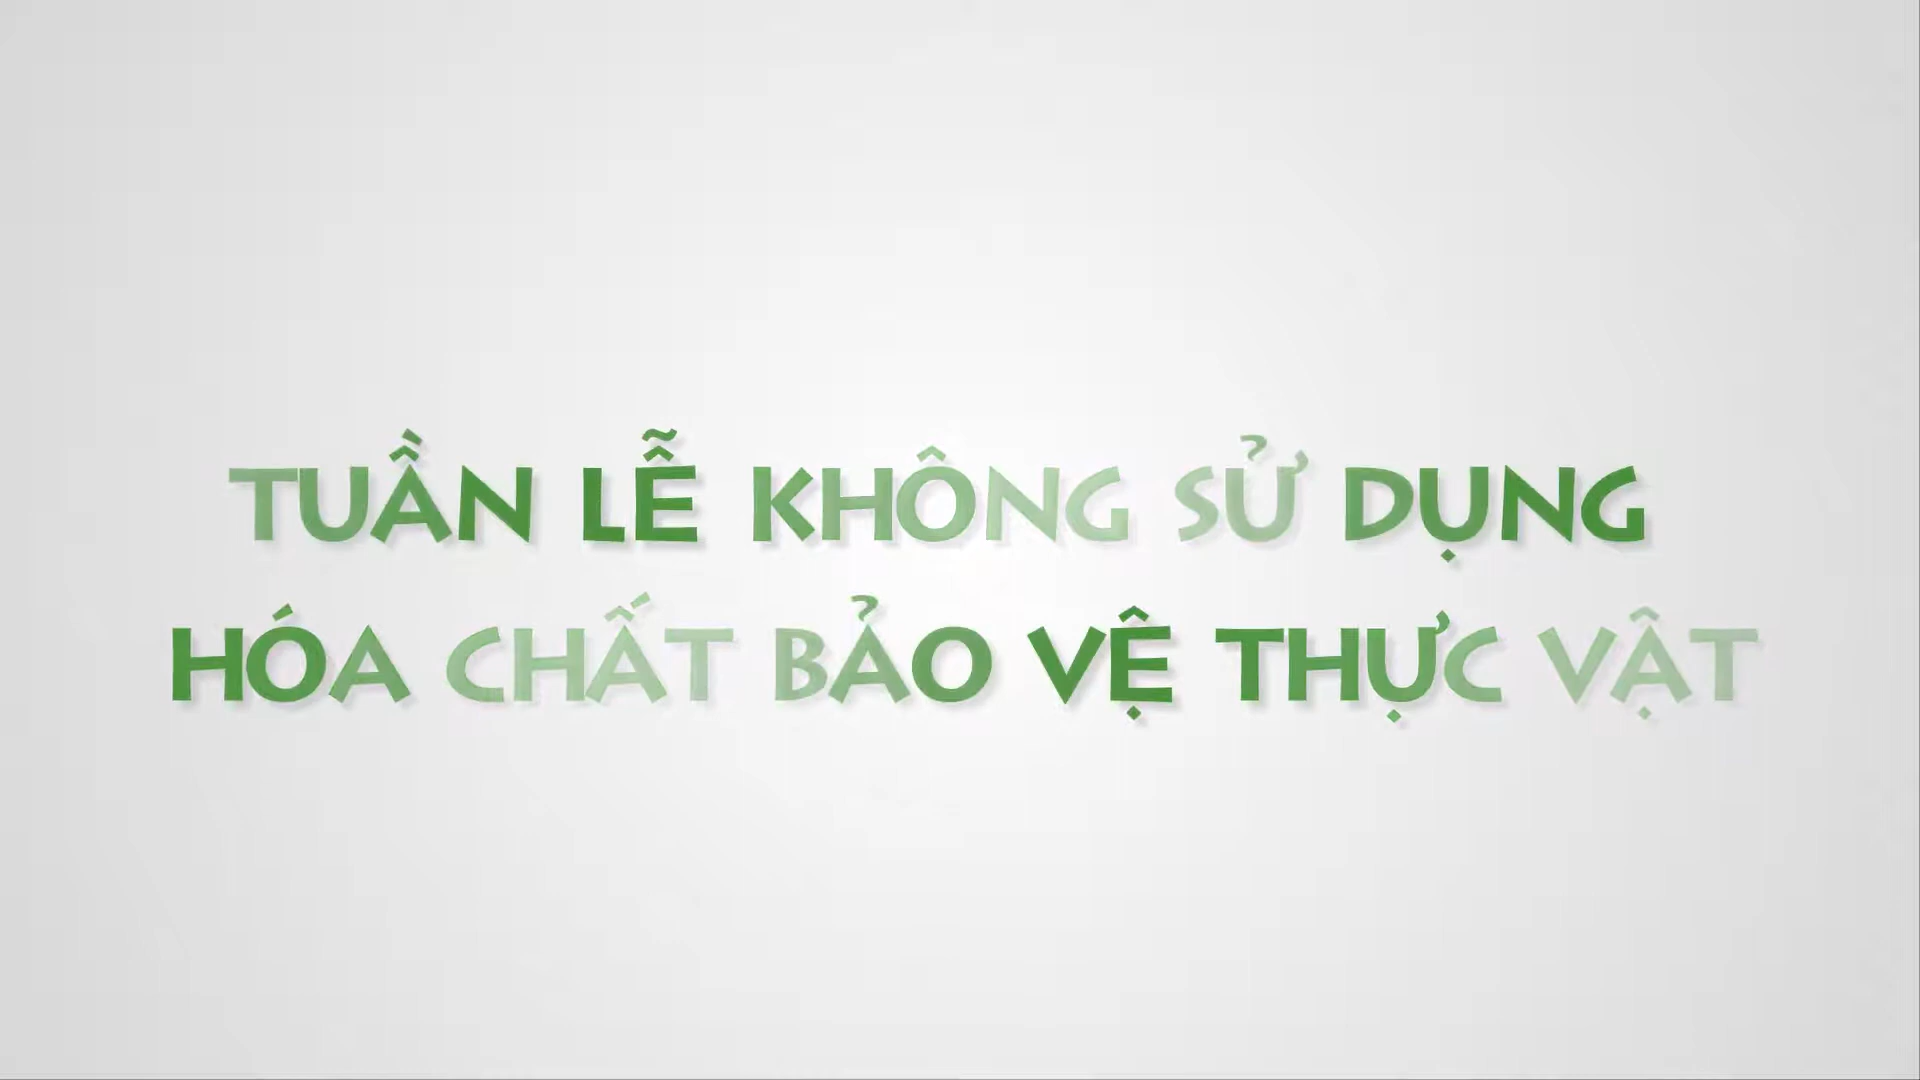 TUẦN LỄ KHÔNG SỬ DỤNG
HÓA CHẤT BẢO VỆ THỰC VẬT